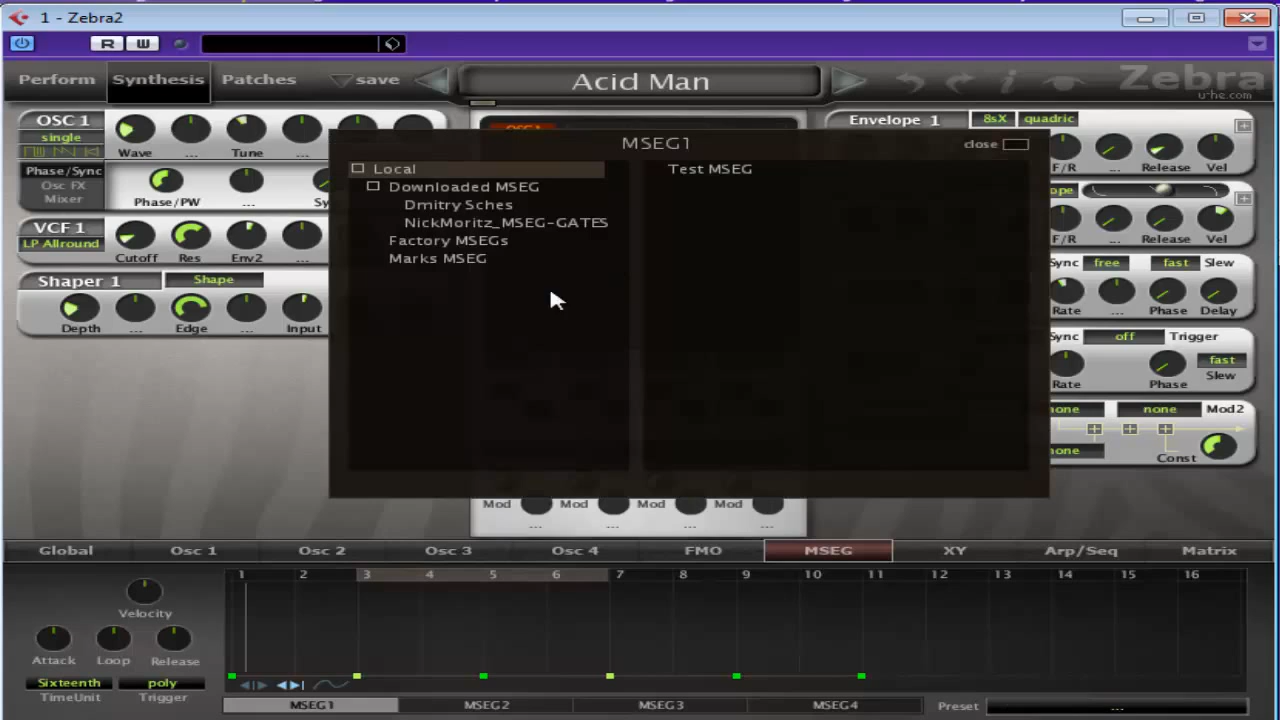 1 - Zebra2
R W
Perform Synthesis Patches save Acid Man Zebra
u-he.com
OSC 1
single
Wave ... Tune ...
Phase/Sync
Osc FX
Mixer
Phase/PW ...
VCF 1
LP Allround
Cutoff Res Env2 ...
Shaper 1 Shape
Depth ... Edge ... Input
MSEG1 close
Local
Downloaded MSEG
Dmitry Sches
NickMoritz_MSEG-GATES
Factory MSEGs
Marks MSEG
Test MSEG
Envelope 1 8sX quadric
F/R ... Release Vel
F/R ... Release Vel
Sync free fast Slew
Rate ... Phase Delay
Sync off Trigger
fast
Rate Phase Slew
none none Mod2
none Const
Mod Mod Mod Mod
... ... ... ...
Global Osc 1 Osc 2 Osc 3 Osc 4 FMO MSEG XY Arp/Seq Matrix
1 2 3 4 5 6 7 8 9 10 11 12 13 14 15 16
Velocity
Attack Loop Release
Sixteenth poly
TimeUnit Trigger
MSEG1 MSEG2 MSEG3 MSEG4 Preset ...